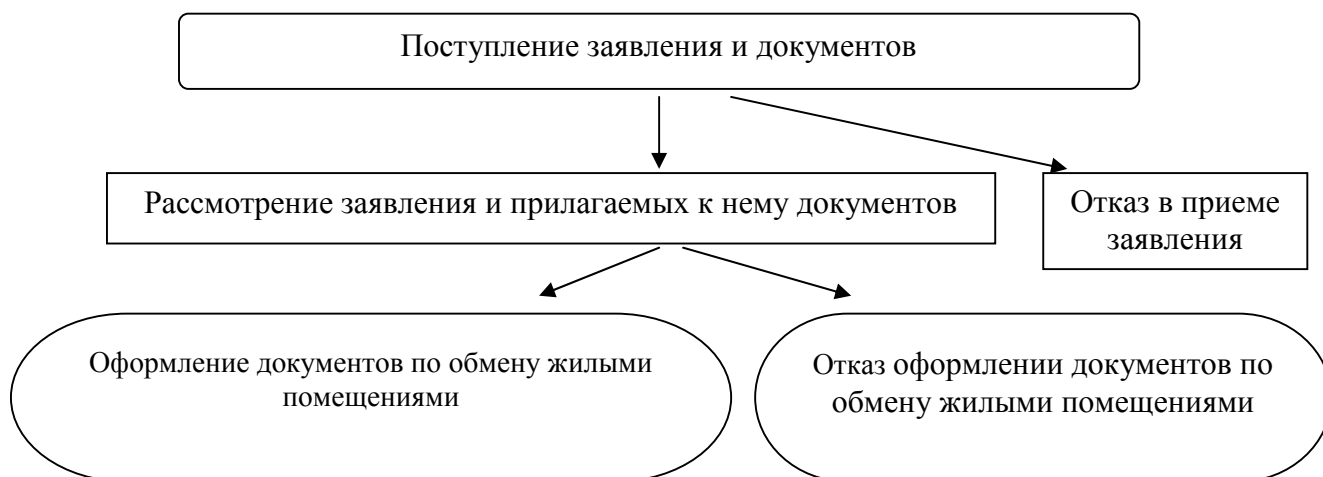 Поступление заявления и документов
Рассмотрение заявления и прилагаемых к нему документов
Отказ в приеме
заявления
Оформление документов по обмену жилыми
помещениями
Отказ оформлении документов по
обмену жилыми помещениями